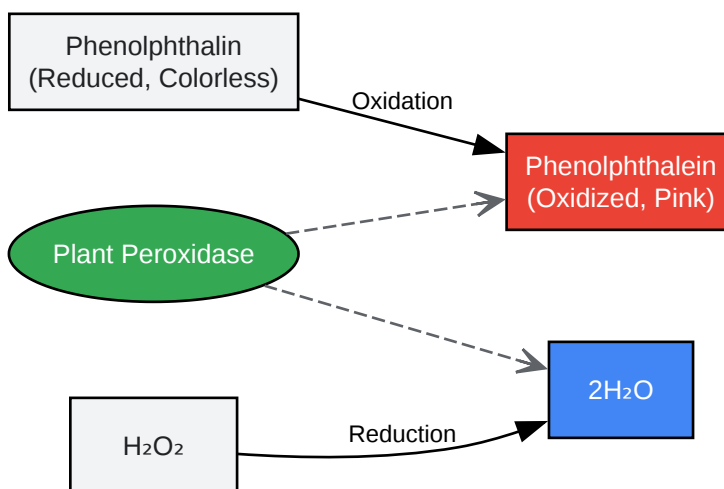 Phenolphthalin
(Reduced, Colorless)
Oxidation
Phenolphthalein
(Oxidized, Pink)
Plant Peroxidase
2H₂O
H₂O₂
Reduction